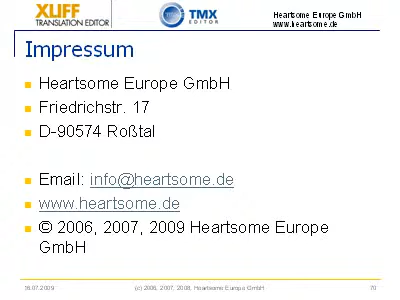 XLIFF
TRANSLATION EDITOR
TMX
EDITOR
Heartsome Europe GmbH
www.heartsome.de
Impressum
Heartsome Europe GmbH
Friedrichstr. 17
D-90574 Roßtal
Email: info@heartsome.de
www.heartsome.de
© 2006, 2007, 2009 Heartsome Europe
GmbH
16.07.2009
(c) 2006, 2007, 2008, Heartsome Europe GmbH
70